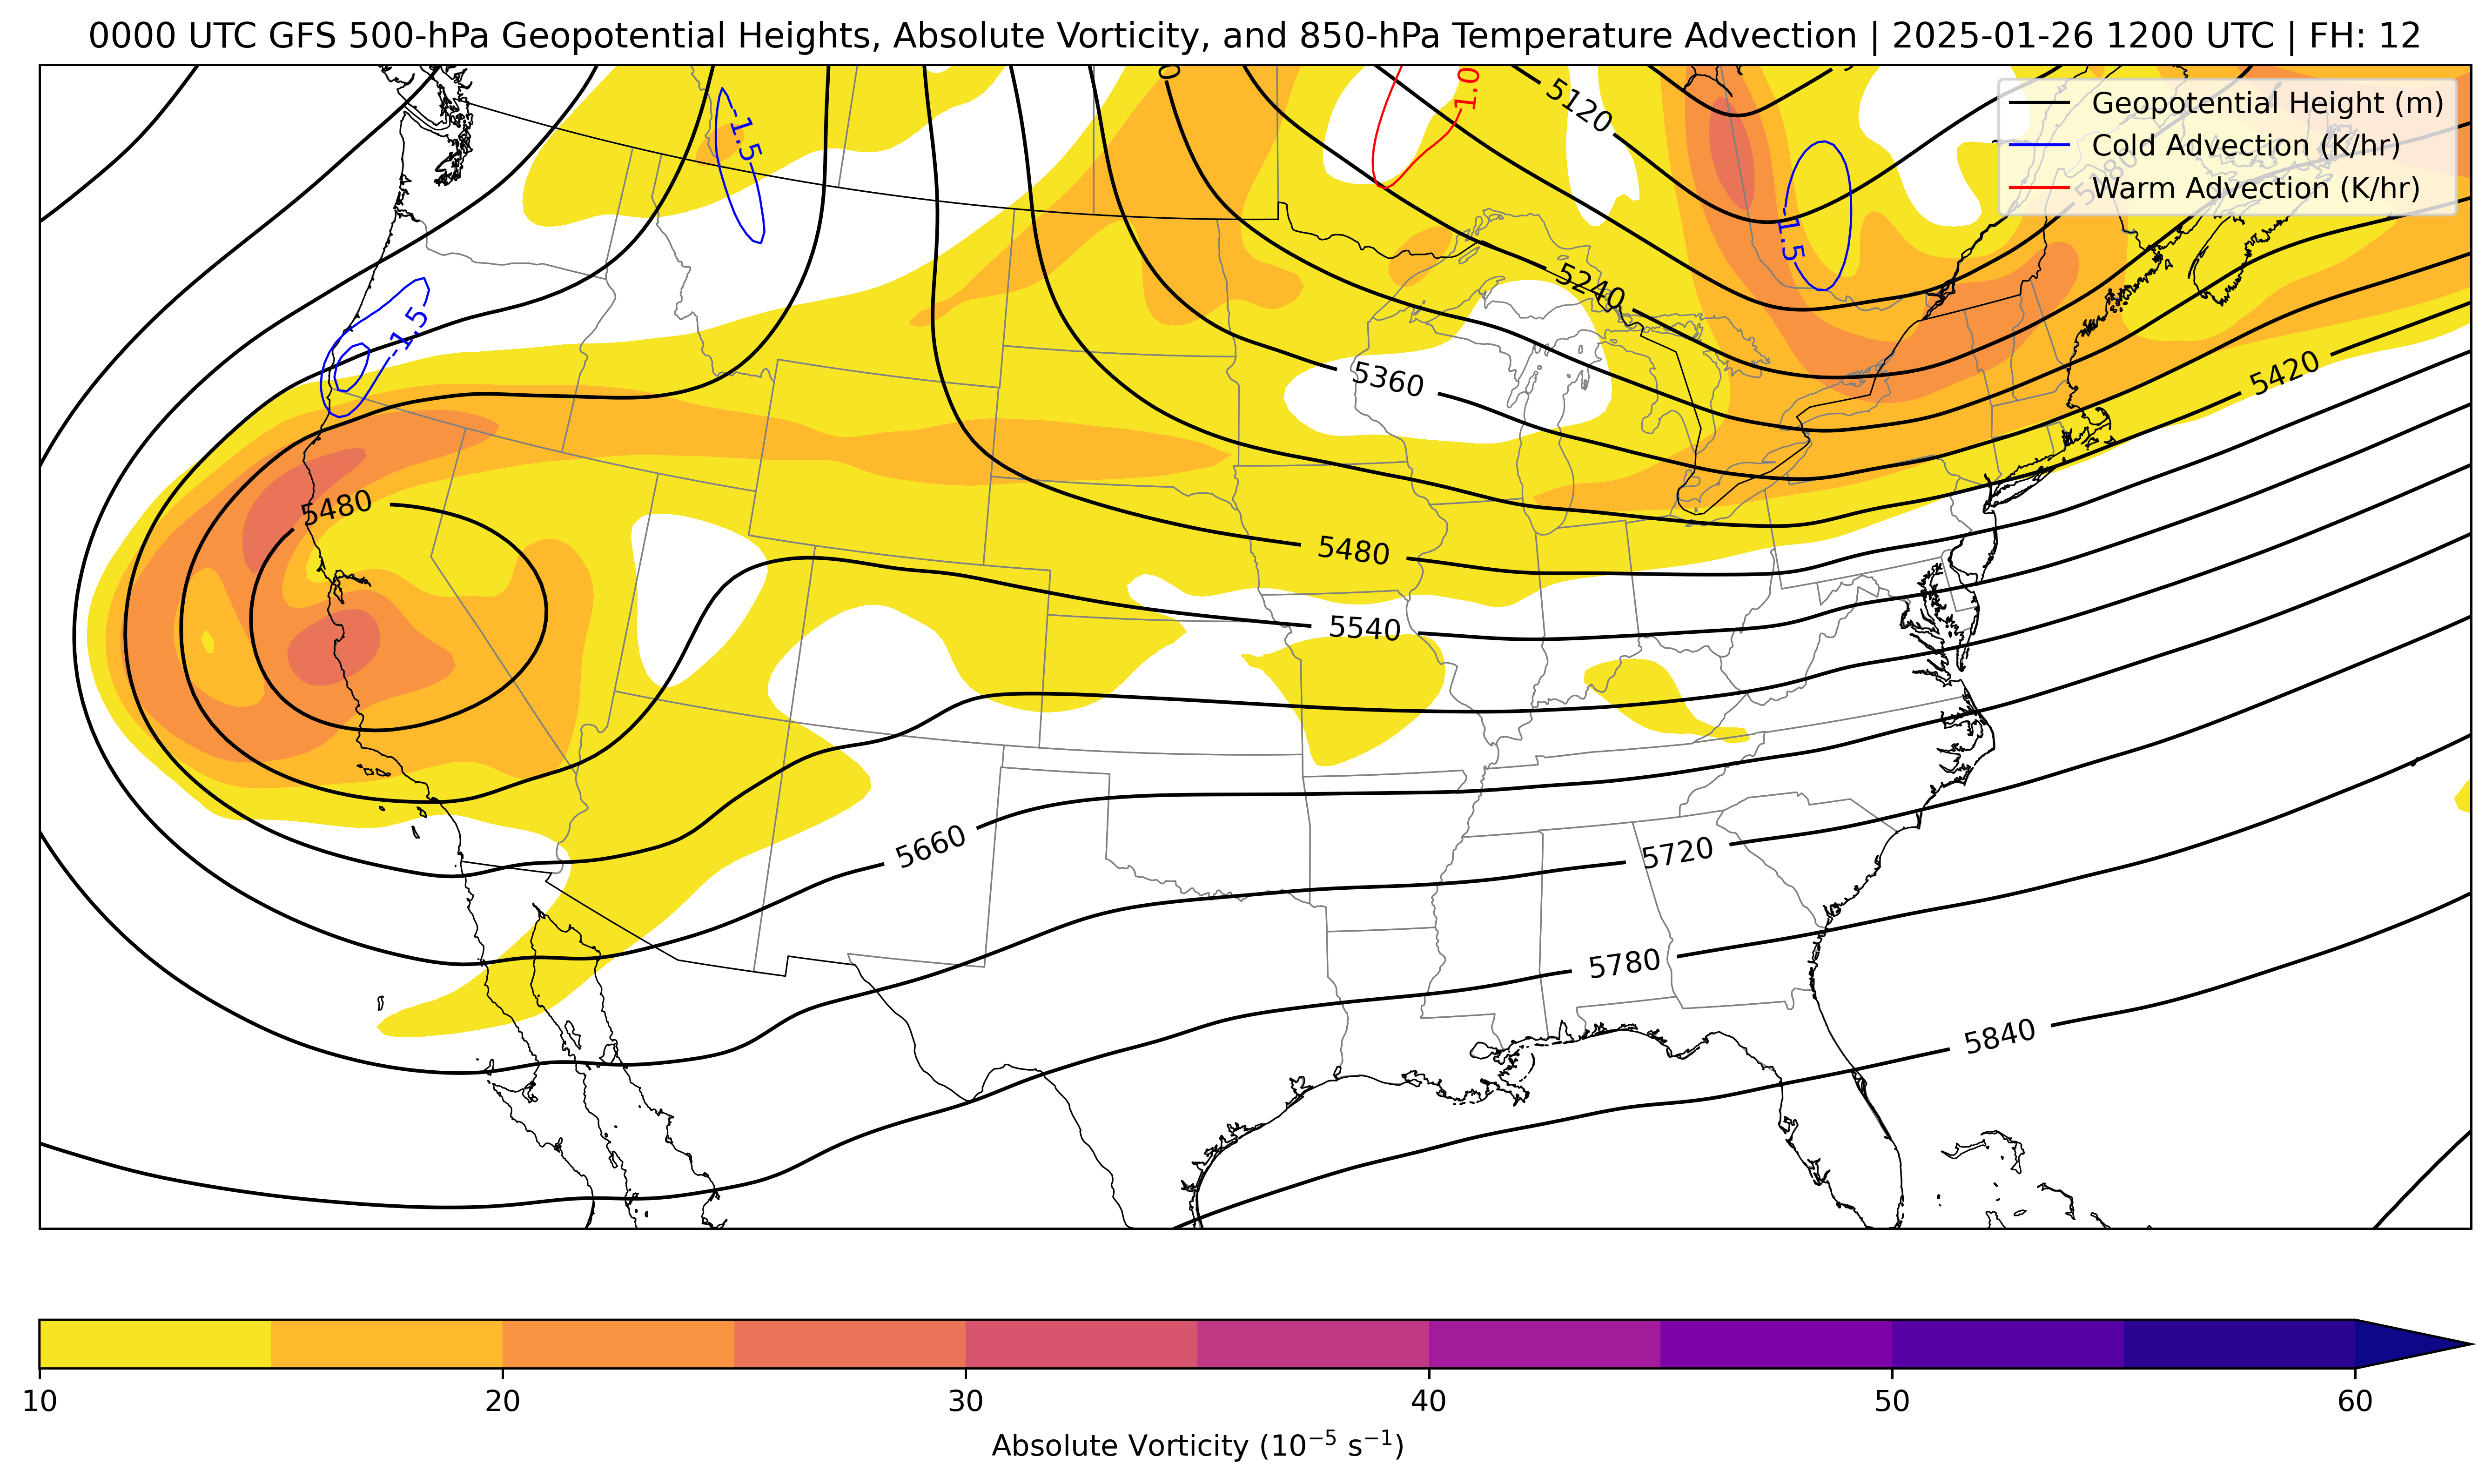 0000 UTC GFS 500-hPa Geopotential Heights, Absolute Vorticity, and 850-hPa Temperature Advection | 2025-01-26 1200 UTC | FH: 12
Geopotential Height (m)
Cold Advection (K/hr)
Warm Advection (K/hr)
1.0
5120
-1.5
5180
-1.5
5240
-1.5
5360
5420
5480
5480
5540
5660
5720
5780
5840
10 20 30 40 50 60
Absolute Vorticity (10⁻⁵ s⁻¹)